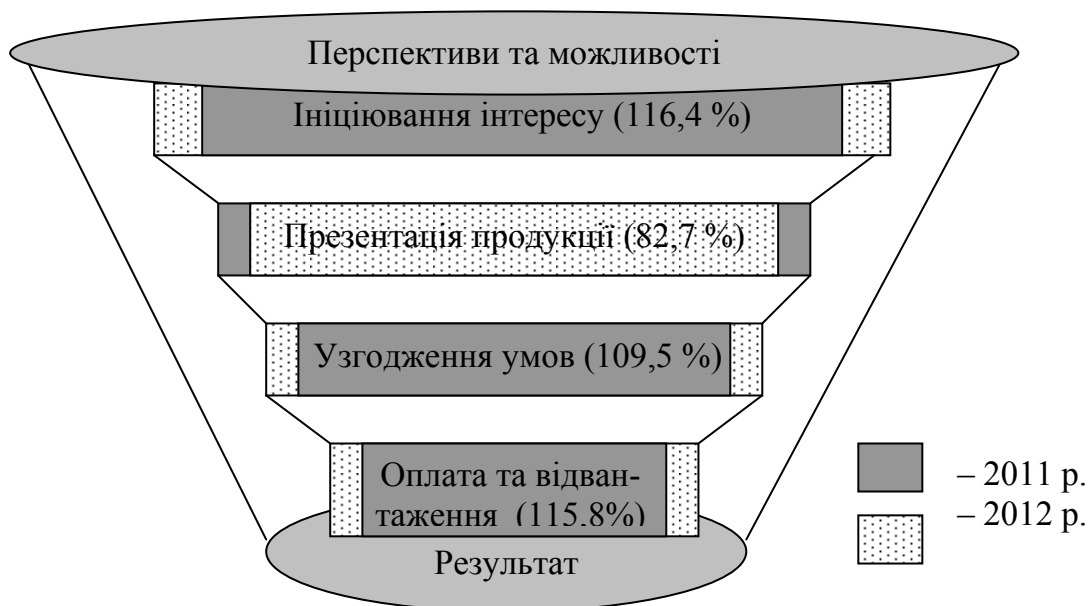 Перспективи та можливості
Ініціювання інтересу (116,4 %)
Презентація продукції (82,7 %)
Узгодження умов (109,5 %)
Оплата та відван-
таження (115,8%)
Результат
– 2011 р.
– 2012 р.